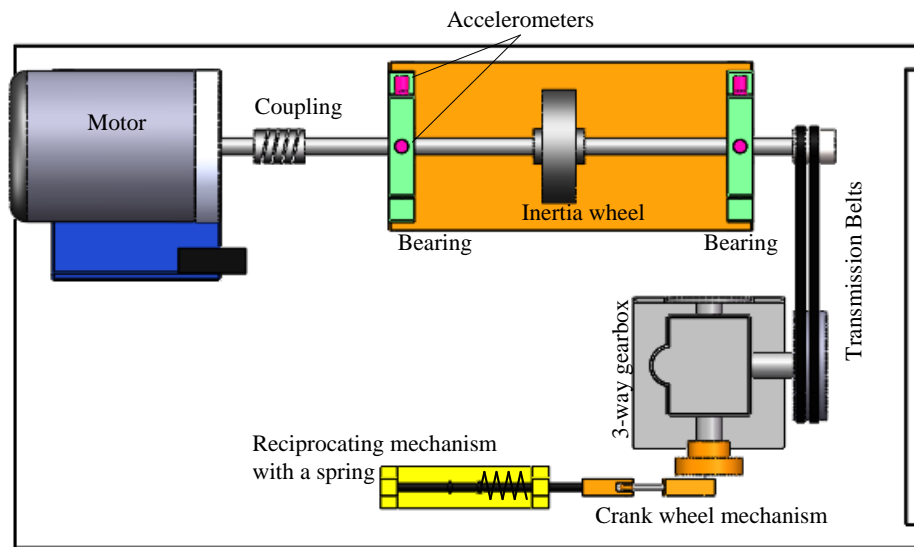 Accelerometers
Coupling
Motor
Inertia wheel
Bearing
Bearing
Transmission Belts
3-way gearbox
Reciprocating mechanism
with a spring
Crank wheel mechanism